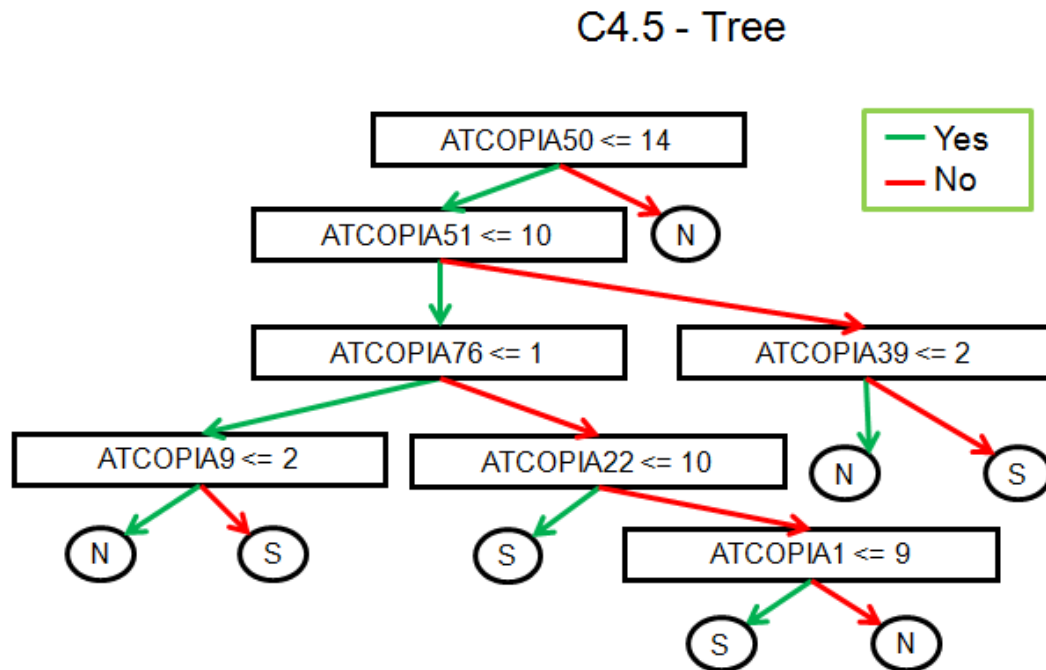 C4.5 - Tree
Yes
No
ATCOPIA50 <= 14
ATCOPIA51 <= 10
N
ATCOPIA76 <= 1
ATCOPIA39 <= 2
ATCOPIA9 <= 2
ATCOPIA22 <= 10
N
S
N
S
S
ATCOPIA1 <= 9
S
N